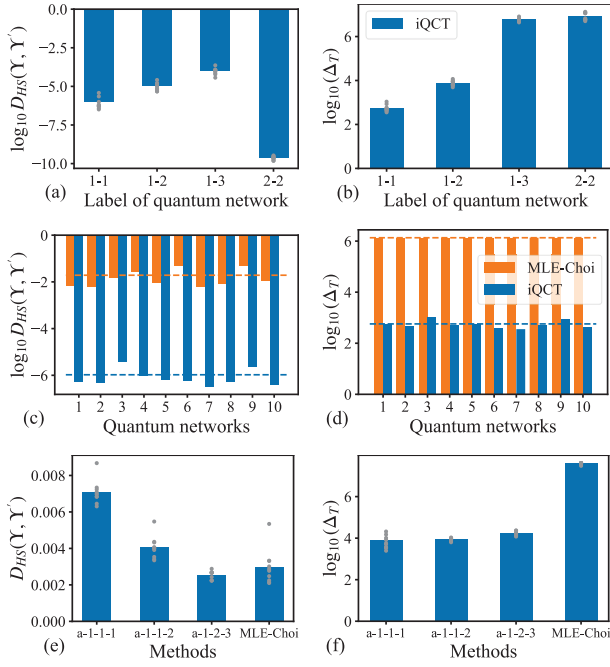 0.0
−2.5
−5.0
−7.5
−10.0
log₁₀ D_HS(Υ, Υ′)
1-1 1-2 1-3 2-2
(a) Label of quantum network
6
4
2
0
log₁₀(Δ_T)
iQCT
1-1 1-2 1-3 2-2
(b) Label of quantum network
0
−2
−4
−6
log₁₀ D_HS(Υ, Υ′)
1 2 3 4 5 6 7 8 9 10
(c) Quantum networks
6
4
2
0
log₁₀(Δ_T)
MLE-Choi
iQCT
1 2 3 4 5 6 7 8 9 10
(d) Quantum networks
0.008
0.006
0.004
0.002
0.000
D_HS(Υ, Υ′)
a-1-1-1 a-1-1-2 a-1-2-3 MLE-Choi
(e) Methods
6
4
2
0
log₁₀(Δ_T)
a-1-1-1 a-1-1-2 a-1-2-3 MLE-Choi
(f) Methods